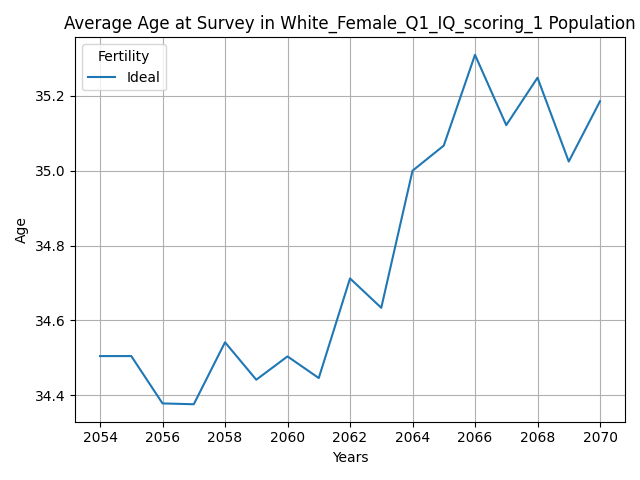 Average Age at Survey in White_Female_Q1_IQ_scoring_1 Population
Fertility
Ideal
35.2
35.0
34.8
34.6
34.4
Age
2054 2056 2058 2060 2062 2064 2066 2068 2070
Years